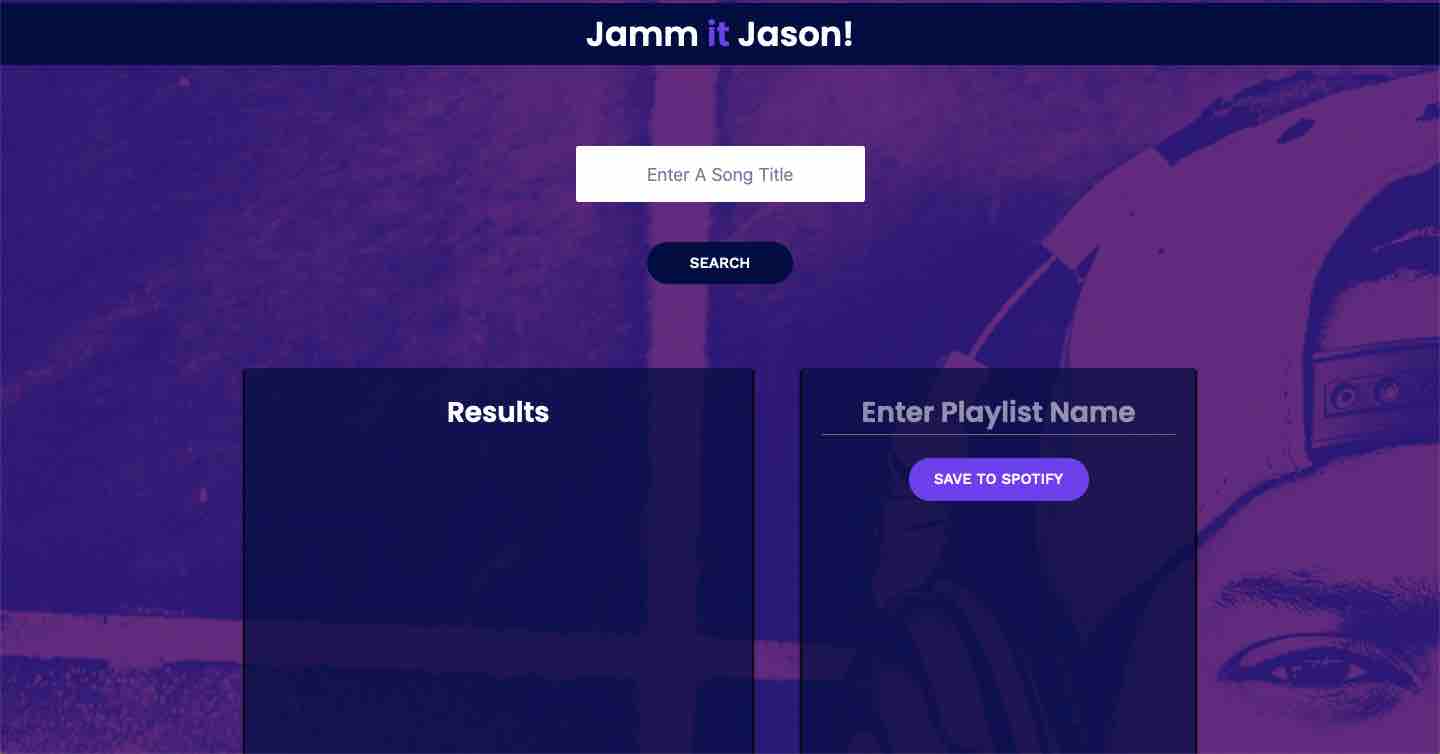 Jamm it Jason!
Enter A Song Title
SEARCH
Results
Enter Playlist Name
SAVE TO SPOTIFY